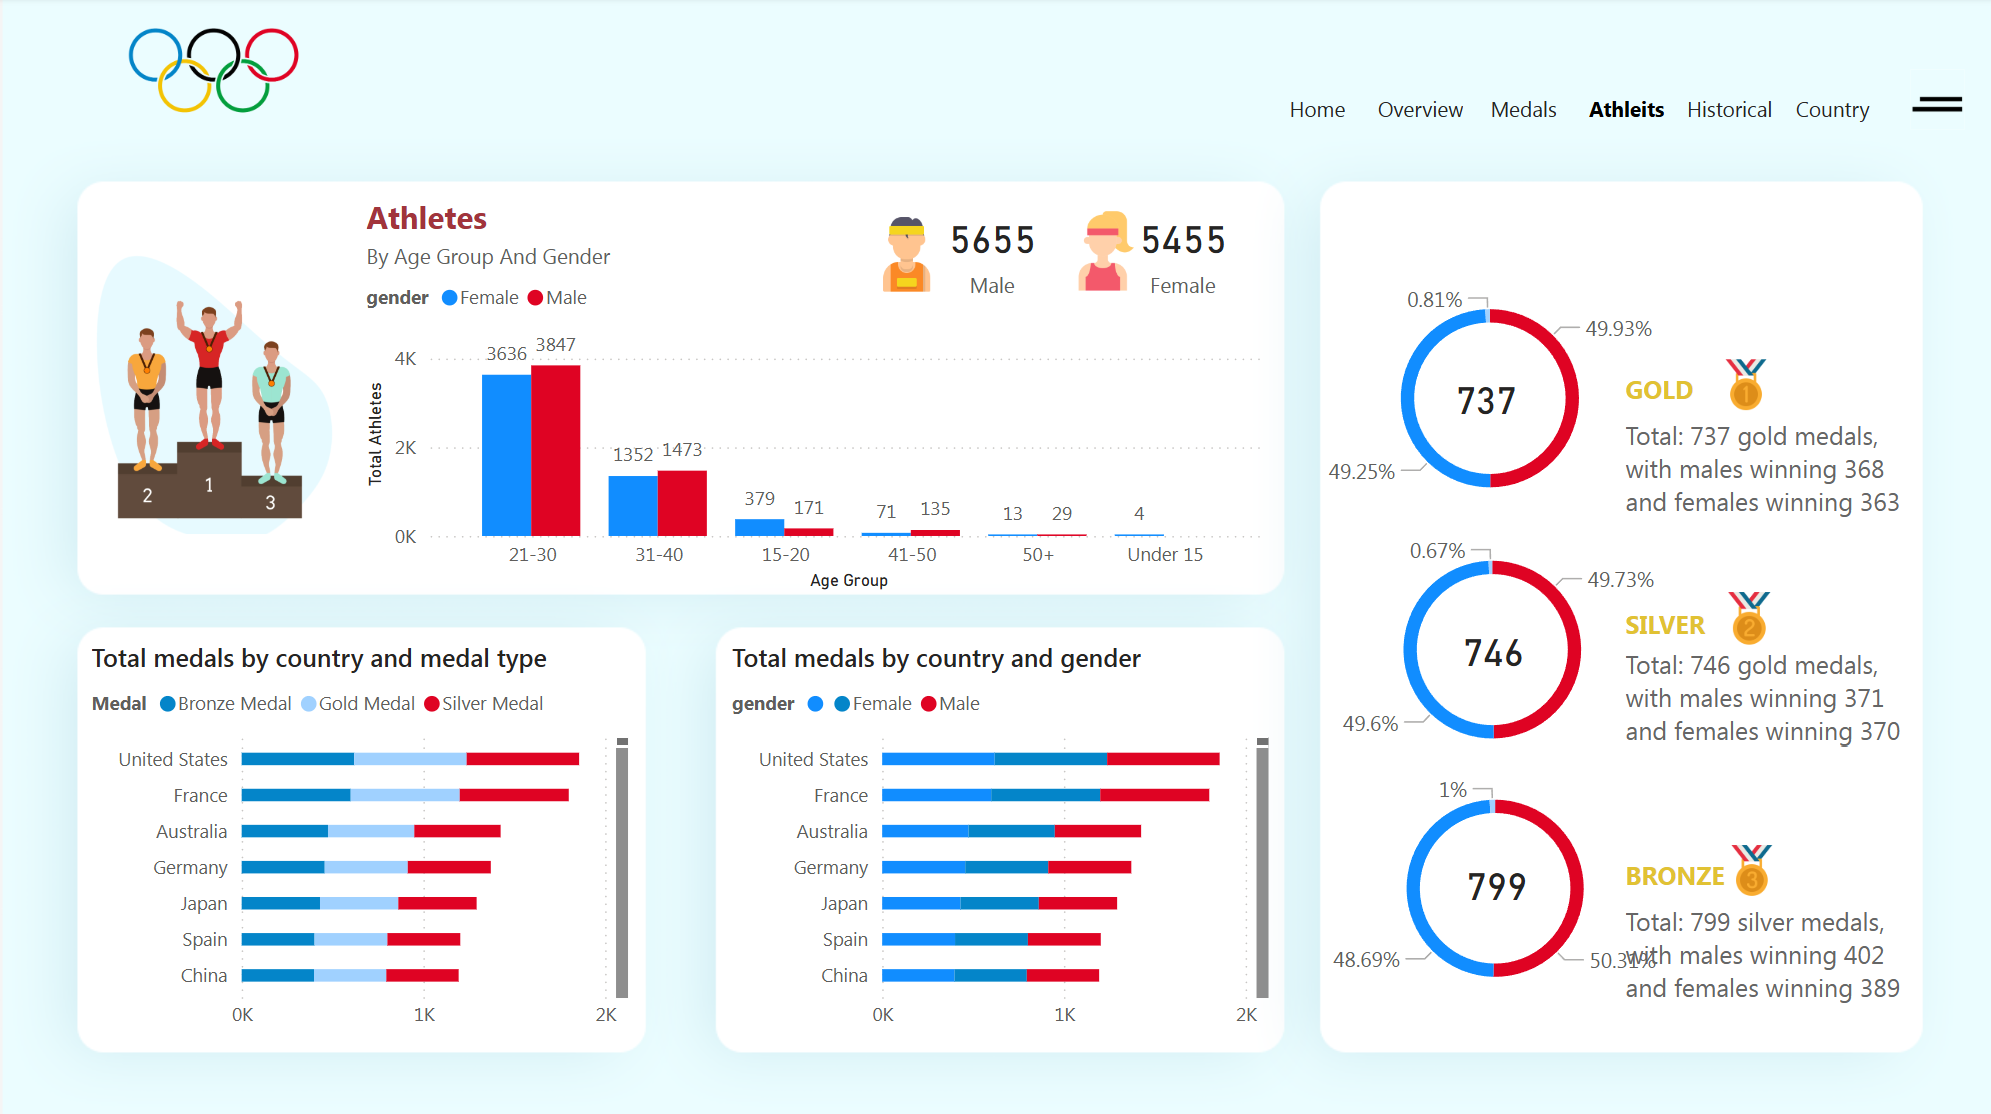 Home Overview Medals Athleits Historical Country
Athletes
By Age Group And Gender
gender Female Male
5655
Male
5455
Female
2 1 3
Total Athletes
4K
2K
0K
3636 3847
1352 1473
379 171
71 135
13 29
4
21-30 31-40 15-20 41-50 50+ Under 15
Age Group
Total medals by country and medal type
Medal Bronze Medal Gold Medal Silver Medal
United States
France
Australia
Germany
Japan
Spain
China
0K 1K 2K
Total medals by country and gender
gender Female Male
United States
France
Australia
Germany
Japan
Spain
China
0K 1K 2K
0.81%
49.93%
737
49.25%
GOLD 1
Total: 737 gold medals,
with males winning 368
and females winning 363
0.67%
49.73%
746
49.6%
SILVER 2
Total: 746 gold medals,
with males winning 371
and females winning 370
1%
799
48.69%
50.31%
BRONZE 3
Total: 799 silver medals,
with males winning 402
and females winning 389